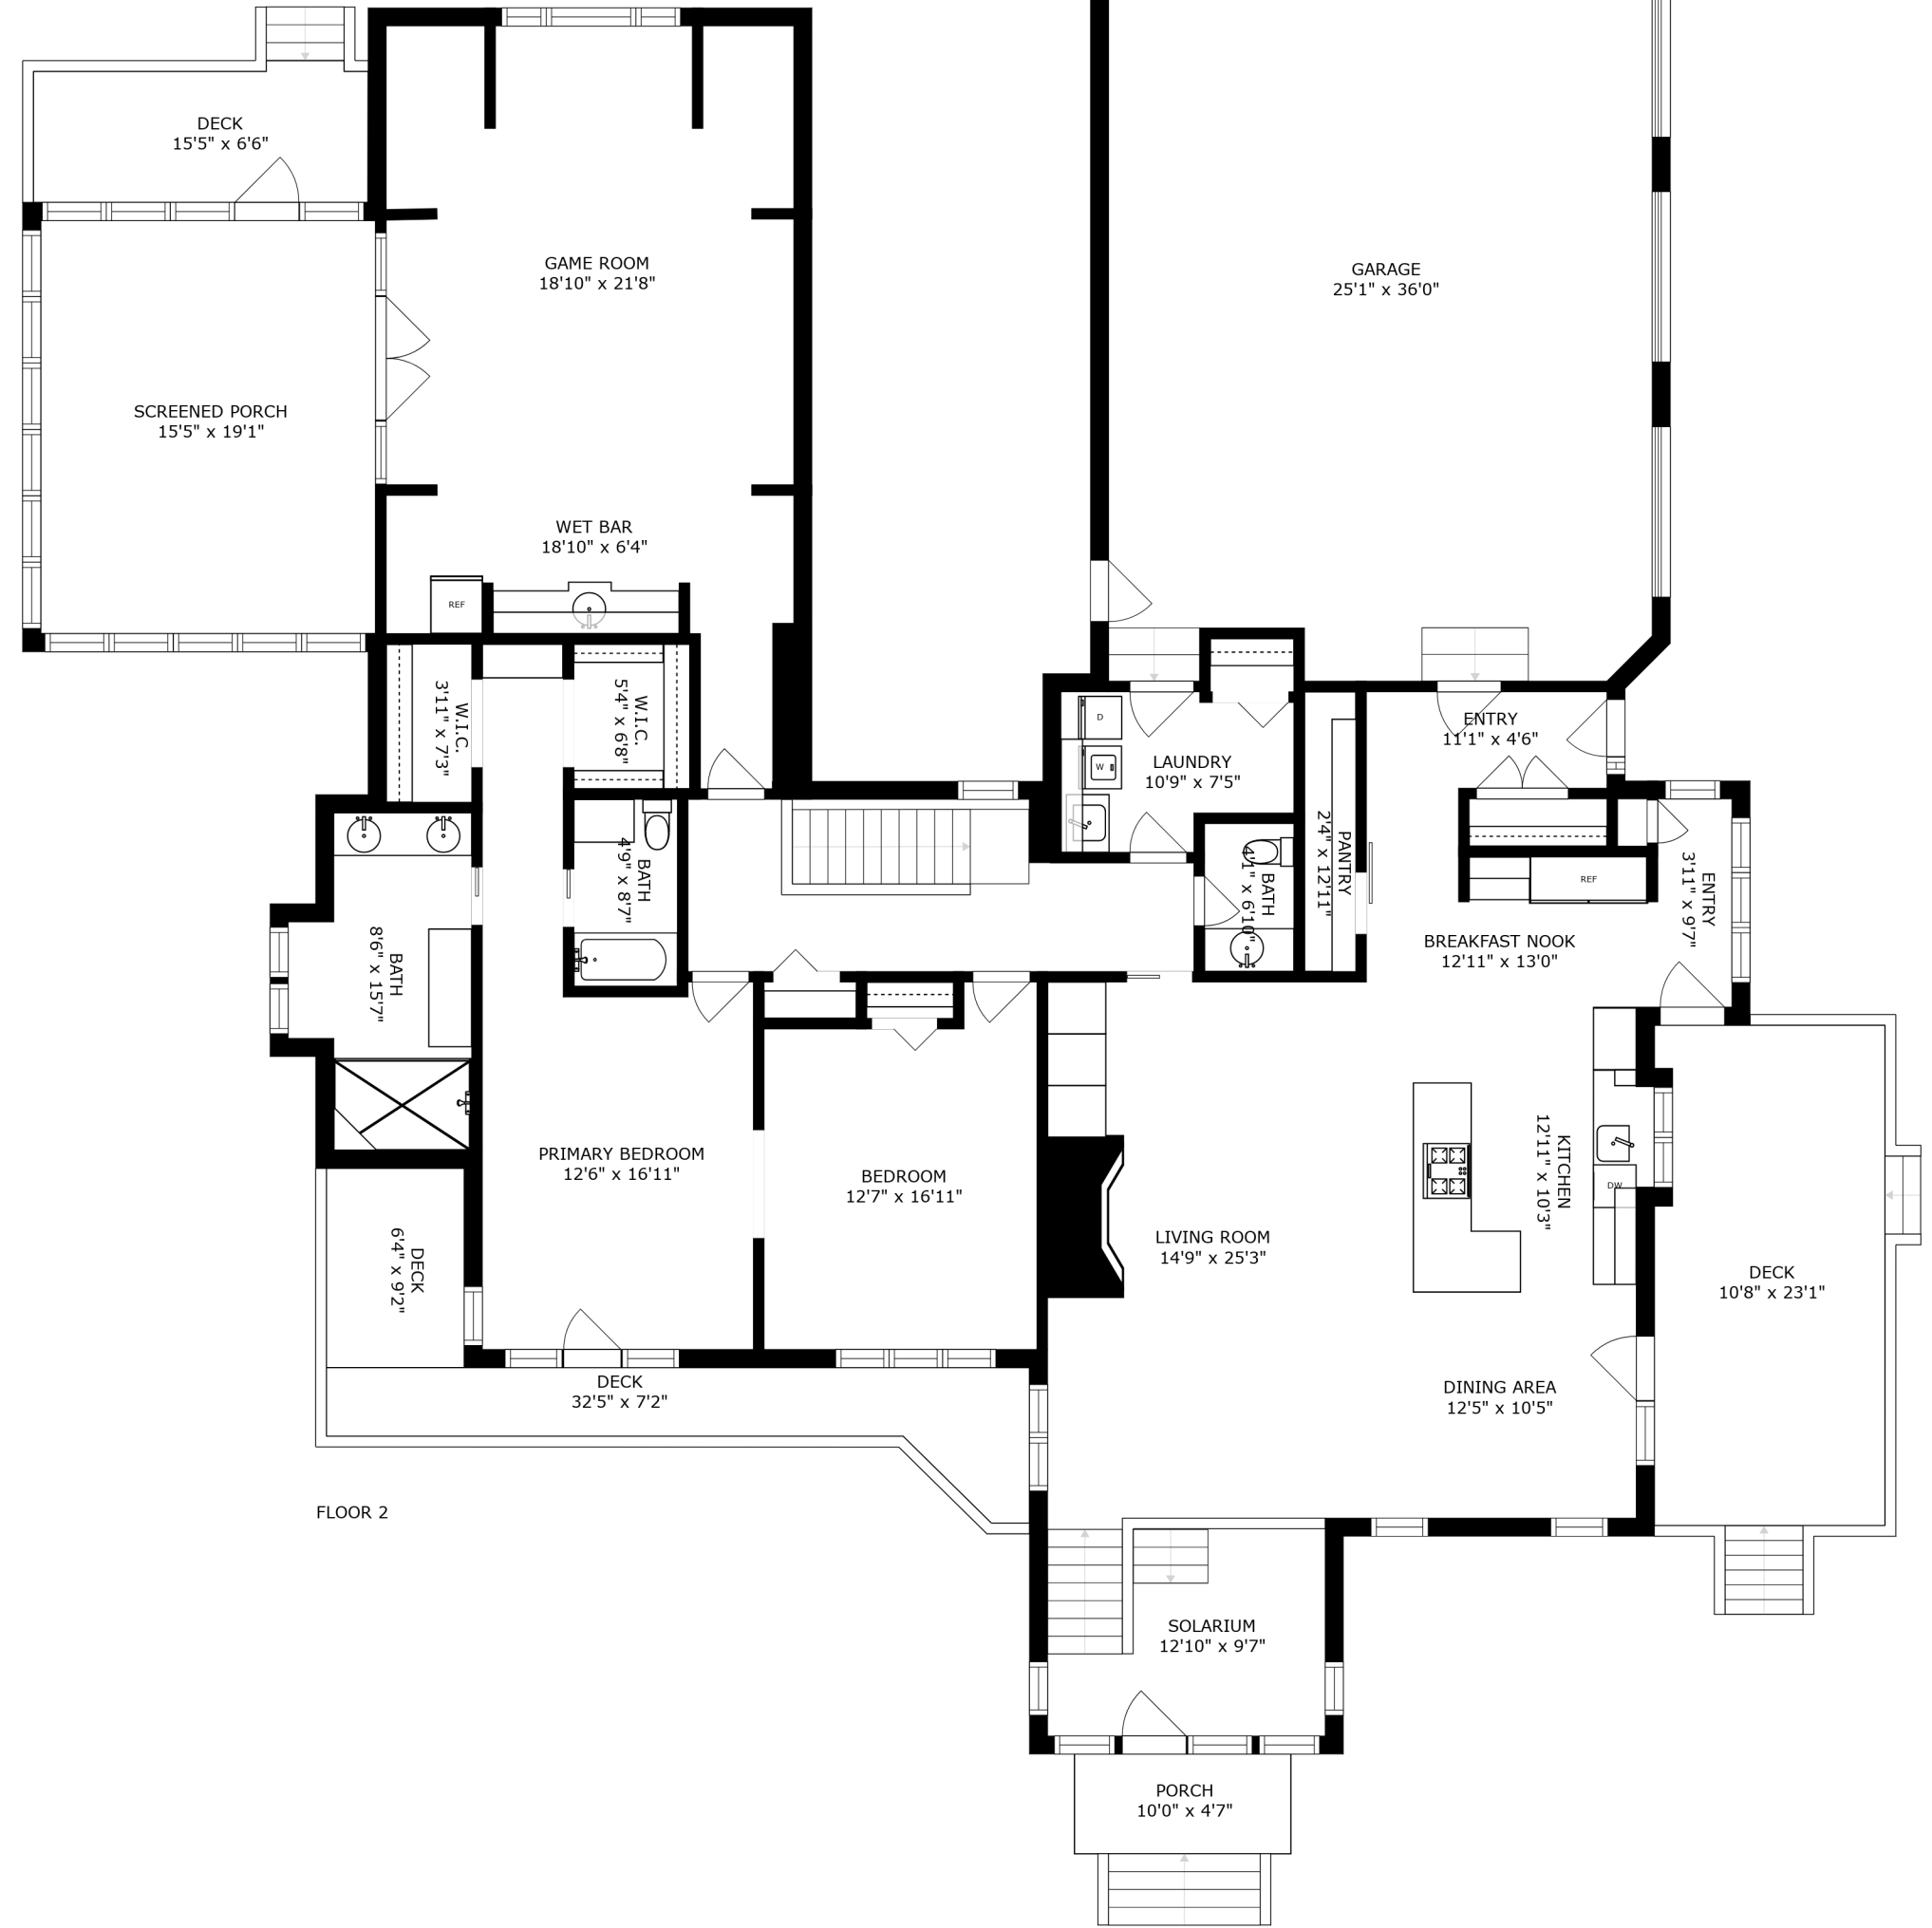 DECK
15'5" x 6'6"
GAME ROOM
18'10" x 21'8"
GARAGE
25'1" x 36'0"
SCREENED PORCH
15'5" x 19'1"
WET BAR
18'10" x 6'4"
REF
W.I.C.
3'11" x 7'3"
W.I.C.
5'4" x 6'8"
D
W
LAUNDRY
10'9" x 7'5"
ENTRY
11'1" x 4'6"
PANTRY
2'4" x 12'11"
BATH
4'9" x 8'7"
BATH
4'1" x 6'10"
REF
ENTRY
3'11" x 9'7"
BREAKFAST NOOK
12'11" x 13'0"
BATH
8'6" x 15'7"
PRIMARY BEDROOM
12'6" x 16'11"
BEDROOM
12'7" x 16'11"
KITCHEN
12'11" x 10'3"
DW
LIVING ROOM
14'9" x 25'3"
DECK
6'4" x 9'2"
DECK
10'8" x 23'1"
DECK
32'5" x 7'2"
DINING AREA
12'5" x 10'5"
FLOOR 2
SOLARIUM
12'10" x 9'7"
PORCH
10'0" x 4'7"